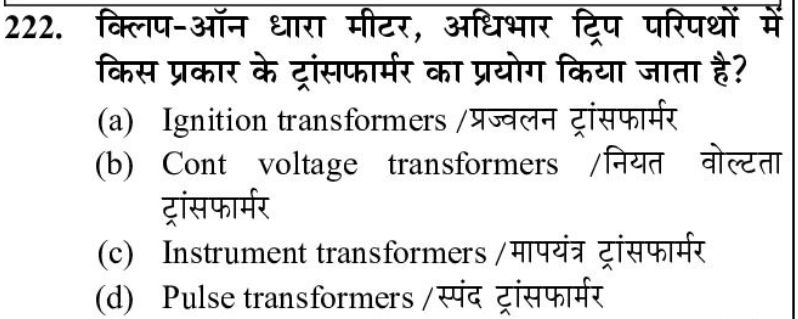 222. क्लिप-ऑन धारा मीटर, अधिभार ट्रिप परिपथों में
किस प्रकार के ट्रांसफार्मर का प्रयोग किया जाता है?
(a) Ignition transformers /प्रज्वलन ट्रांसफार्मर
(b) Cont voltage transformers /नियत वोल्टता
ट्रांसफार्मर
(c) Instrument transformers /मापयंत्र ट्रांसफार्मर
(d) Pulse transformers /स्पंद ट्रांसफार्मर